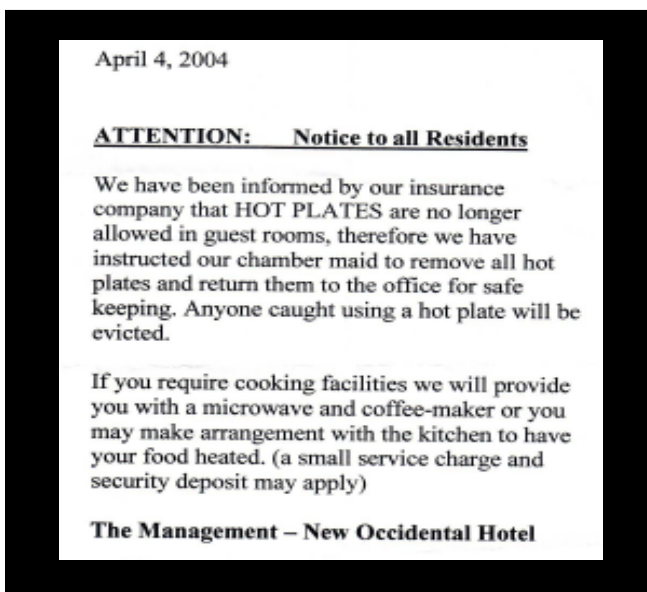 April 4, 2004
ATTENTION: Notice to all Residents
We have been informed by our insurance
company that HOT PLATES are no longer
allowed in guest rooms, therefore we have
instructed our chamber maid to remove all hot
plates and return them to the office for safe
keeping. Anyone caught using a hot plate will be
evicted.
If you require cooking facilities we will provide
you with a microwave and coffee-maker or you
may make arrangement with the kitchen to have
your food heated. (a small service charge and
security deposit may apply)
The Management – New Occidental Hotel